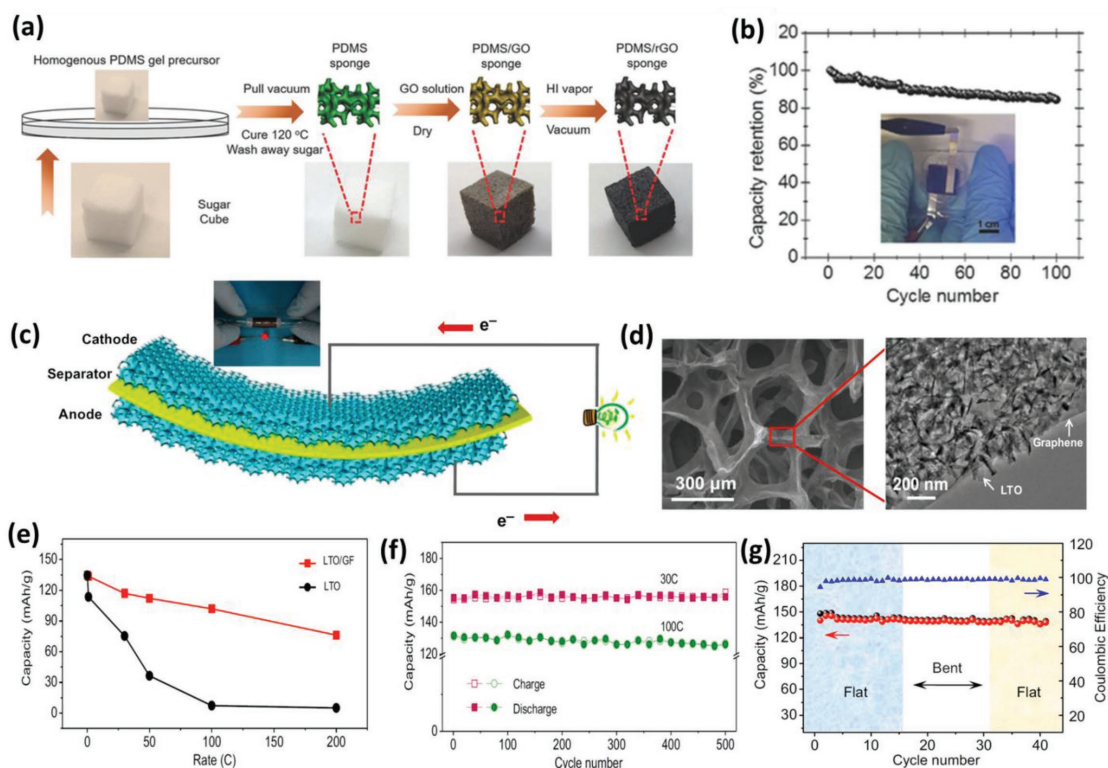 (a)
Homogenous PDMS gel precursor
Sugar
Cube
Pull vacuum
Cure 120 °C
Wash away sugar
PDMS
sponge
GO solution
Dry
PDMS/GO
sponge
HI vapor
Vacuum
PDMS/rGO
sponge
(b)
Capacity retention (%)
100
80
60
40
20
0
1 cm
0 20 40 60 80 100
Cycle number
(c)
Cathode
Separator
Anode
e⁻
e⁻
(d)
300 μm
Graphene
LTO
200 nm
(e)
Capacity (mAh/g)
150
120
90
60
30
0
LTO/GF
LTO
0 50 100 150 200
Rate (C)
(f)
Capacity (mAh/g)
170
160
150
140
130
120
0
30C
100C
Charge
Discharge
0 100 200 300 400 500
Cycle number
(g)
Capacity (mAh/g)
210
180
150
120
90
60
30
Flat
Bent
Flat
120
100
80
60
40
20
Coulombic Efficiency
0 10 20 30 40
Cycle number